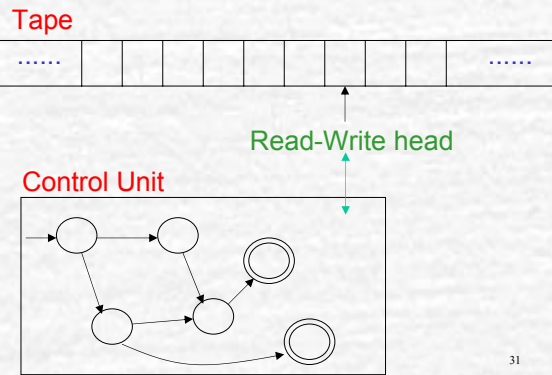 Tape
...... ......
Read-Write head
Control Unit
31